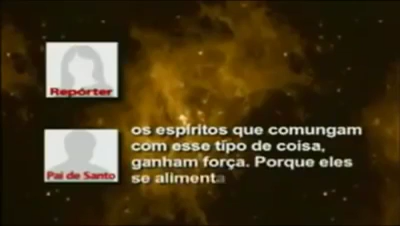 Repórter
os espíritos que comungam
com esse tipo de coisa,
ganham força. Porque eles
se alimenta
Pai de Santo